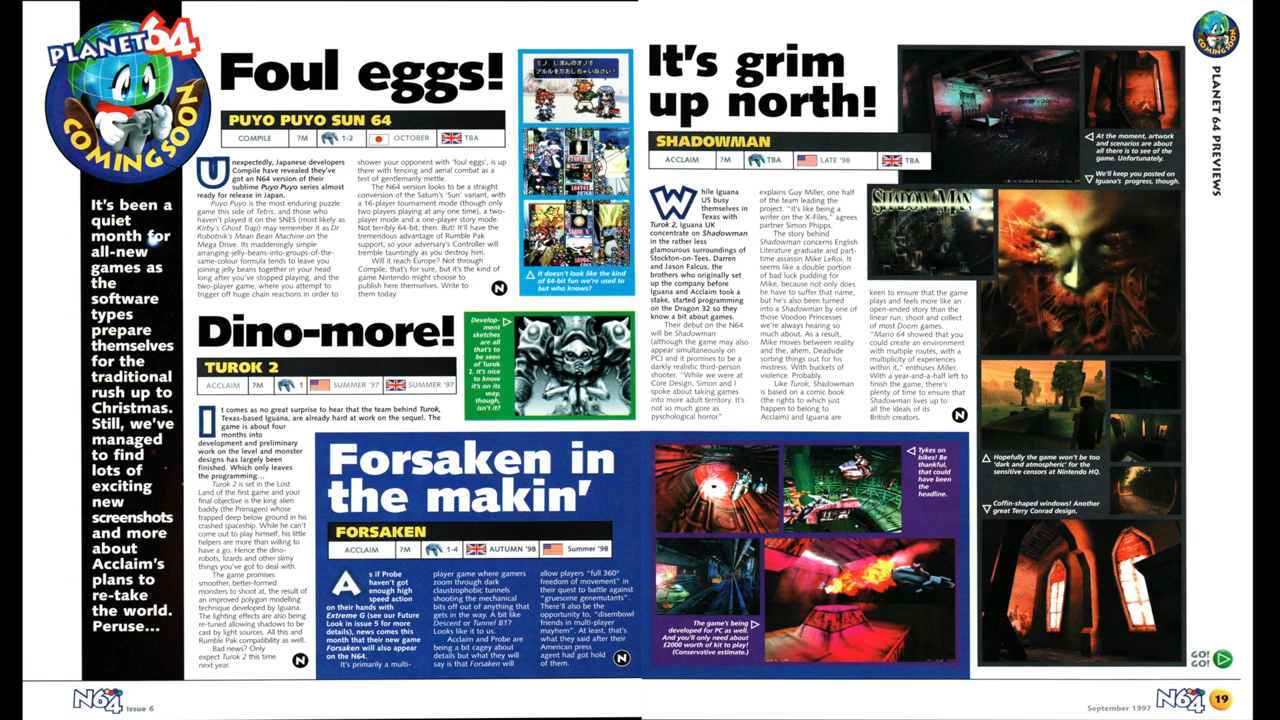 PLANET 64
COMING SOON
It's been a
quiet
month for
all-new
games as
the
software
types
prepare
themselves
for the
traditional
rush up to
Christmas.
Still, we've
managed
to find
lots of
exciting
new
screenshots
and more
about
Acclaim's
plans to
re-take
the world.
Peruse...
Foul eggs!
PUYO PUYO SUN 64
COMPILE ?M 1-2 OCTOBER TBA
Unexpectedly, Japanese developers
Compile have revealed they've
got an N64 version of their
sublime Puyo Puyo series almost
ready for release in Japan.
Puyo Puyo is the most enduring puzzle
game this side of Tetris, and those who
haven't played it on the SNES (most likely as
Kirby's Ghost Trap) may remember it as Dr
Robotnik's Mean Bean Machine on the
Mega Drive. Its maddeningly simple
arranging-jelly-beans-into-groups-of-the-
same-colour formula tends to leave you
joining jelly beans together in your head
long after you've stopped playing, and the
two-player game, where you attempt to
trigger off huge chain reactions in order to
shower your opponent with 'foul eggs', is up
there with fencing and aerial combat as a
test of gentlemanly mettle.
The N64 version looks to be a straight
conversion of the Saturn's 'Sun' variant, with
a 16-player tournament mode (though only
two players playing at any one time), a two-
player mode and a one-player story mode.
Not terribly 64-bit, then. But! It'll have the
tremendous advantage of Rumble Pak
support, so your adversary's Controller will
tremble tauntingly as you destroy him.
Will it reach Europe? Not through
Compile, that's for sure, but it's the kind of
game Nintendo might choose to
publish here themselves. Write to
them today.
N
ミノ、じまんのオノで
アルルをだおしちゃいなさい!
It doesn't look like the kind
of 64-bit fun we're used to
but who knows?
Dino-more!
TUROK 2
ACCLAIM ?M 1 SUMMER '97 SUMMER '97
It comes as no great surprise to hear that the team behind Turok,
Texas-based Iguana, are already hard at work on the sequel. The
game is about four
months into
development and preliminary
work on the level and monster
designs has largely been
finished. Which only leaves
the programming...
Turok 2 is set in the Lost
Land of the first game and your
final objective is the king alien
baddy (the Primagen) whose
trapped deep below ground in his
crashed spaceship. While he can't
come out to play himself, his little
helpers are more than willing to
have a go. Hence the dino-
robots, lizards and other slimy
things you've got to deal with.
The game promises
smoother, better-formed
monsters to shoot at, the result of
an improved polygon modelling
technique developed by Iguana.
The lighting effects are also being
re-tuned allowing shadows to be
cast by light sources. All this and
Rumble Pak compatibility as well.
Bad news? Only
expect Turok 2 this time
next year.
N
Develop-
ment
sketches
are all
that's to
be seen
of Turok
2. It's nice
to know
it's on its
way,
though,
isn't it?
Forsaken in
the makin'
FORSAKEN
ACCLAIM ?M 1-4 AUTUMN '98 Summer '98
As if Probe
haven't got
enough high
speed action
on their hands with
Extreme G (see our Future
Look in issue 5 for more
details), news comes this
month that their new game
Forsaken will also appear
on the N64.
It's primarily a multi-
player game where gamers
zoom through dark
claustrophobic tunnels
shooting the mechanical
bits off out of anything that
gets in the way. A bit like
Descent or Tunnel B1?
Looks like it to us.
Acclaim and Probe are
being a bit cagey about
details but what they will
say is that Forsaken will
allow players "full 360°
freedom of movement" in
their quest to battle against
"gruesome genemutants".
There'll also be the
opportunity to, "disembowl
friends in multi-player
mayhem". At least, that's
what they said after their
American press
agent had got hold
of them.
N
N64 Issue 6
It's grim
up north!
SHADOWMAN
ACCLAIM ?M TBA LATE '98 TBA
While Iguana
US busy
themselves in
Texas with
Turok 2, Iguana UK
concentrate on Shadowman
in the rather less
glamourous surroundings of
Stockton-on-Tees. Darren
and Jason Falcus, the
brothers who originally set
up the company before
Iguana and Acclaim took a
stake, started programming
on the Dragon 32 so they
know a bit about games.
Their debut on the N64
will be Shadowman
(although the game may also
appear simultaneously on
PC) and it promises to be a
darkly realistic third-person
shooter. "While we were at
Core Design, Simon and I
spoke about taking games
into more adult territory. It's
not so much gore as
pyschological horror"
explains Guy Miller, one half
of the team leading the
project. "It's like being a
writer on the X-Files," agrees
partner Simon Phipps.
The story behind
Shadowman concerns English
Literature graduate and part-
time assassin Mike LeRoi. It
seems like a double portion
of bad luck pudding for
Mike, because not only does
he have to suffer that name,
but he's also been turned
into a Shadowman by one of
those Voodoo Princesses
we're always hearing so
much about. As a result,
Mike moves between reality
and the, ahem, Deadside
sorting things out for his
mistress. With buckets of
violence. Probably.
Like Turok, Shadowman
is based on a comic book
(the rights to which just
happen to belong to
Acclaim) and Iguana are
keen to ensure that the game
plays and feels more like an
open-ended story than the
linear run, shoot and collect
of most Doom games.
"Mario 64 showed that you
could create an environment
with multiple routes, with a
multiplicity of experiences
within it," enthuses Miller.
With a year-and-a-half left to
finish the game, there's
plenty of time to ensure that
Shadowman lives up to
all the ideals of its
British creators.
N
At the moment, artwork
and scenarios are about
all there is to see of the
game. Unfortunately.
We'll keep you posted on
Iguana's progress, though.
SHADOW MAN
Hopefully the game won't be too
'dark and atmospheric' for the
sensitive censors at Nintendo HQ.
Coffin-shaped windows! Another
great Terry Conrad design.
Tykes on
bikes! Be
thankful,
that could
have been
the
headline.
The game's being
developed for PC as well.
And you'll only need about
£2000 worth of kit to play!
(Conservative estimate.)
COMING SOON
PLANET 64 PREVIEWS
GO!
GO!
September 1997 N64 19